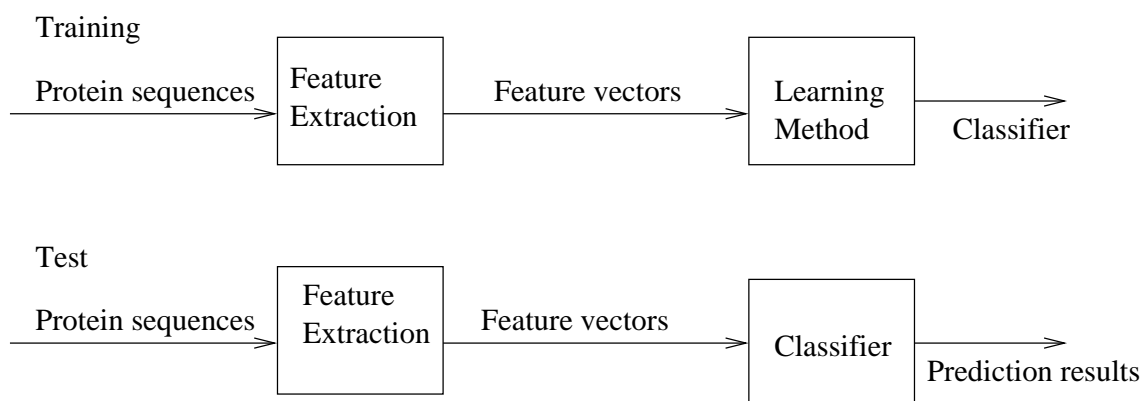 Training
Protein sequences
Feature
Extraction
Feature vectors
Learning
Method
Classifier
Test
Protein sequences
Feature
Extraction
Feature vectors
Classifier
Prediction results